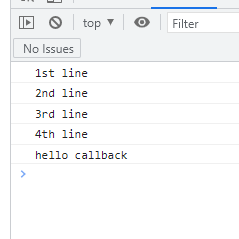 top
Filter
No Issues
1st line
2nd line
3rd line
4th line
hello callback